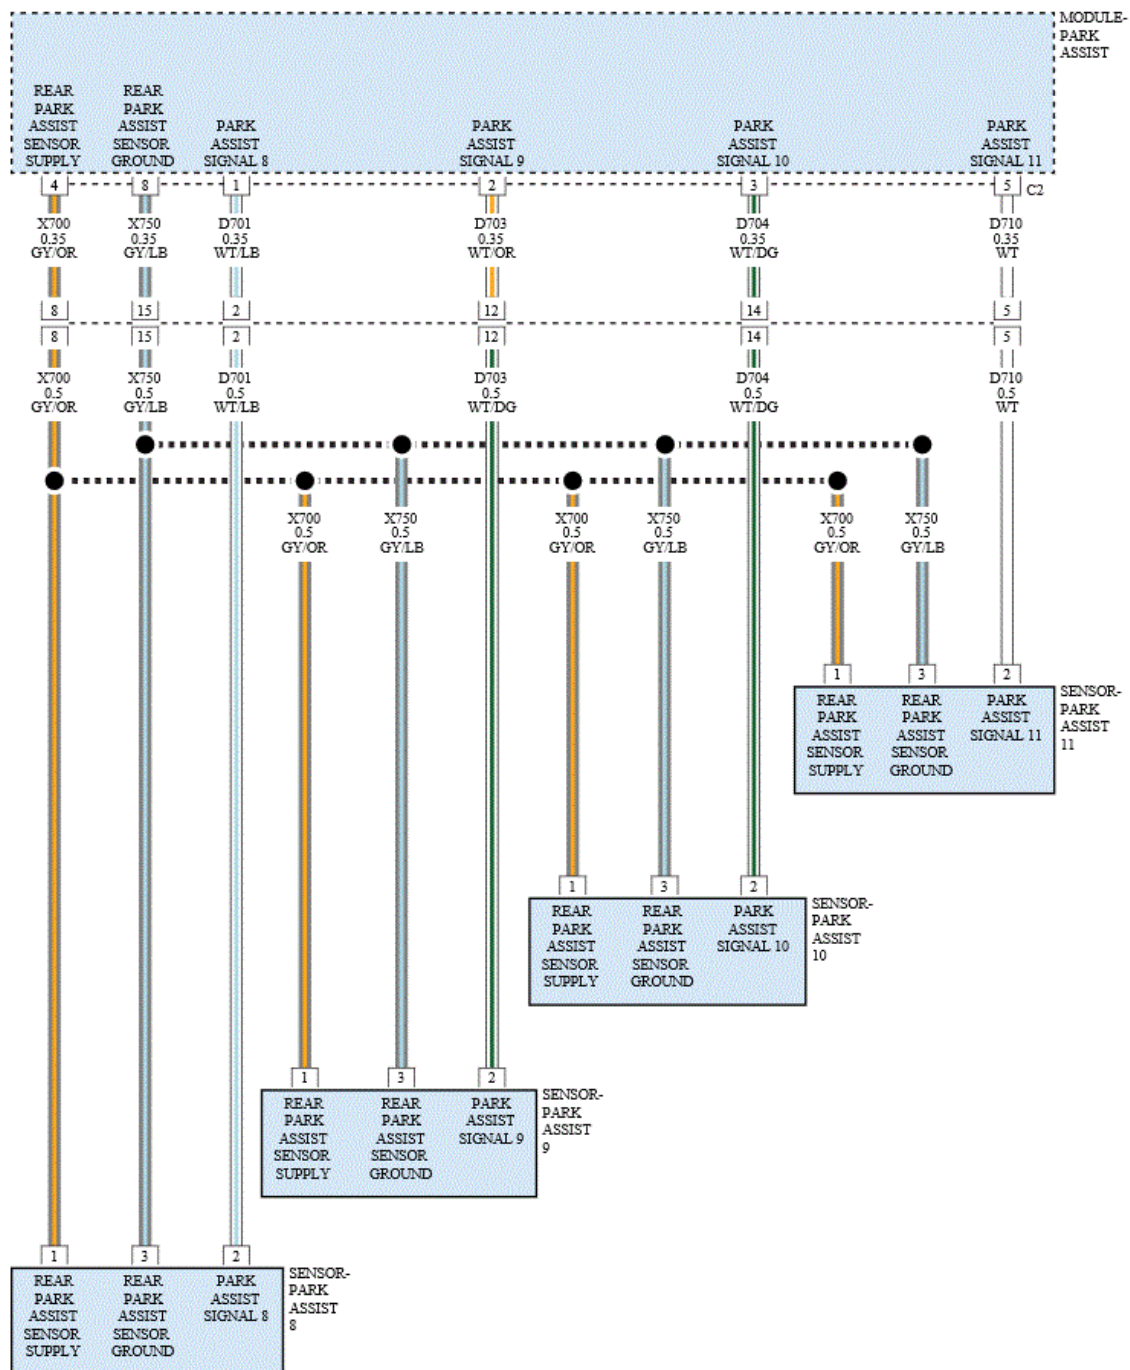 MODULE-
PARK
ASSIST
REAR
PARK
ASSIST
SENSOR
SUPPLY
REAR
PARK
ASSIST
SENSOR
GROUND
PARK
ASSIST
SIGNAL 8
PARK
ASSIST
SIGNAL 9
PARK
ASSIST
SIGNAL 10
PARK
ASSIST
SIGNAL 11
4 8 1 2 3 5 C2
X700
0.35
GY/OR
X750
0.35
GY/LB
D701
0.35
WT/LB
D703
0.35
WT/OR
D704
0.35
WT/DG
D710
0.35
WT
8 15 2 12 14 5
8 15 2 12 14 5
X700
0.5
GY/OR
X750
0.5
GY/LB
D701
0.5
WT/LB
D703
0.5
WT/DG
D704
0.5
WT/DG
D710
0.5
WT
X700
0.5
GY/OR
X750
0.5
GY/LB
X700
0.5
GY/OR
X750
0.5
GY/LB
X700
0.5
GY/OR
X750
0.5
GY/LB
1 3 2
REAR
PARK
ASSIST
SENSOR
SUPPLY
REAR
PARK
ASSIST
SENSOR
GROUND
PARK
ASSIST
SIGNAL 11
SENSOR-
PARK
ASSIST
11
1 3 2
REAR
PARK
ASSIST
SENSOR
SUPPLY
REAR
PARK
ASSIST
SENSOR
GROUND
PARK
ASSIST
SIGNAL 10
SENSOR-
PARK
ASSIST
10
1 3 2
REAR
PARK
ASSIST
SENSOR
SUPPLY
REAR
PARK
ASSIST
SENSOR
GROUND
PARK
ASSIST
SIGNAL 9
SENSOR-
PARK
ASSIST
9
1 3 2
REAR
PARK
ASSIST
SENSOR
SUPPLY
REAR
PARK
ASSIST
SENSOR
GROUND
PARK
ASSIST
SIGNAL 8
SENSOR-
PARK
ASSIST
8